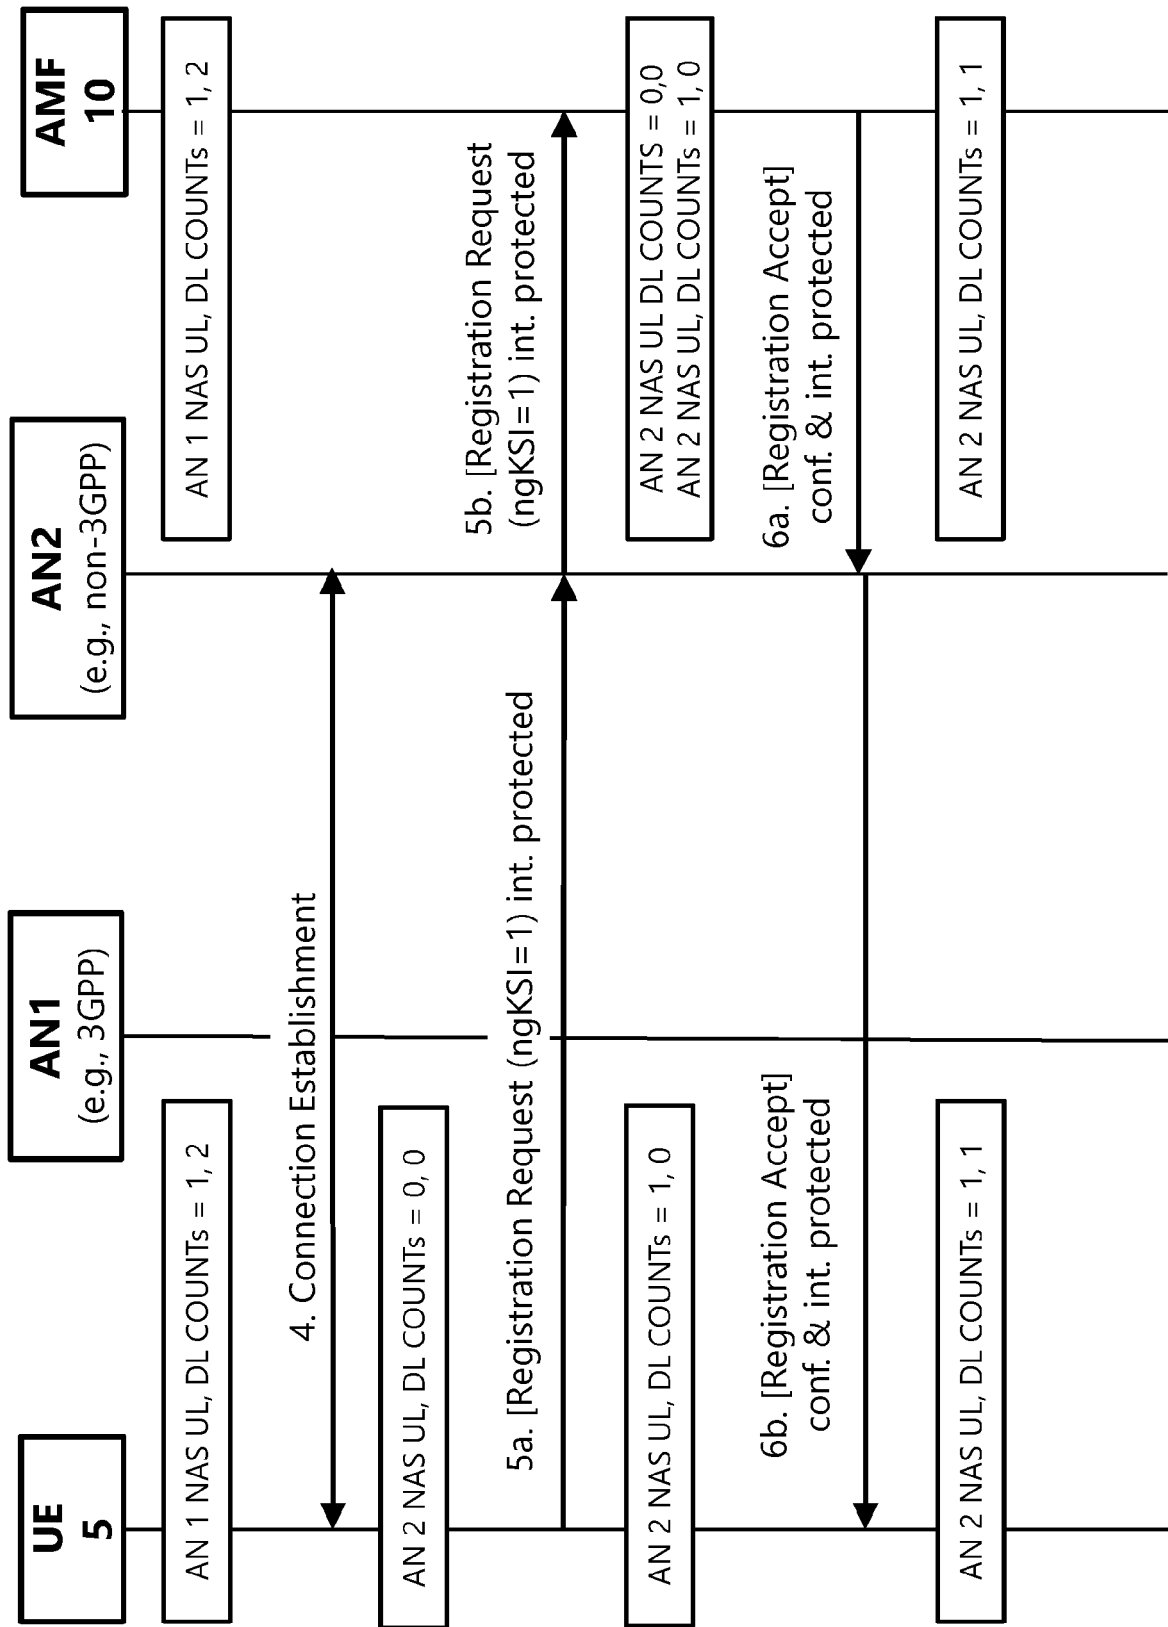 UE
5
AN1
(e.g., 3GPP)
AN2
(e.g., non-3GPP)
AMF
10
AN 1 NAS UL, DL COUNTs = 1, 2
AN 1 NAS UL, DL COUNTs = 1, 2
4. Connection Establishment
AN 2 NAS UL, DL COUNTs = 0, 0
5a. [Registration Request (ngKSI=1) int. protected
5b. [Registration Request
(ngKSI=1) int. protected
AN 2 NAS UL, DL COUNTs = 1, 0
AN 2 NAS UL DL COUNTS = 0,0
AN 2 NAS UL, DL COUNTs = 1, 0
6a. [Registration Accept]
conf. & int. protected
6b. [Registration Accept]
conf. & int. protected
AN 2 NAS UL, DL COUNTs = 1, 1
AN 2 NAS UL, DL COUNTs = 1, 1